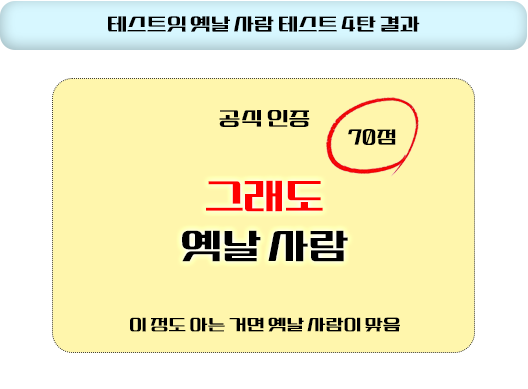 테스트익 옛날 사람 테스트 4탄 결과
공식 인증
70점
그래도
옛날 사람
이 정도 아는 거면 옛날 사람이 맞음